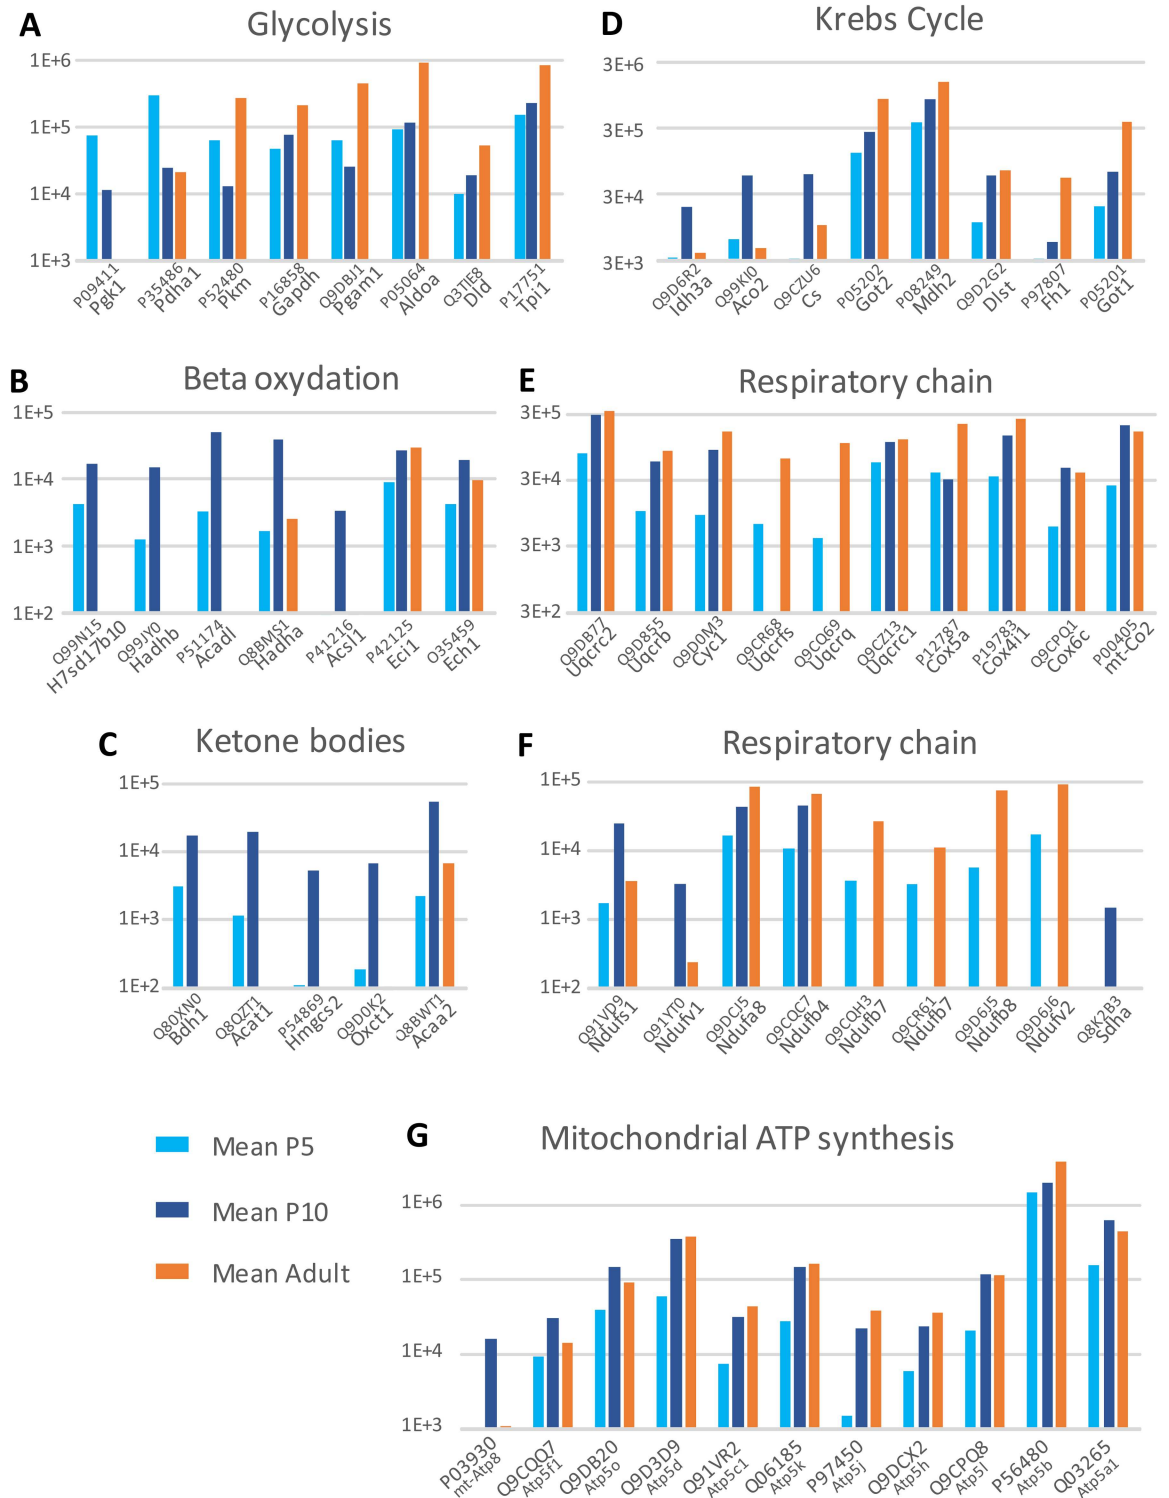 A
Glycolysis
1E+6
1E+5
1E+4
1E+3
P09411
Pgk1
P35486
Pdha1
P52480
Pkm
P16858
Gapdh
Q9DBJ1
Pgam1
P05064
Aldoa
Q3TIE8
Dld
P17751
Tpi1
D
Krebs Cycle
3E+6
3E+5
3E+4
3E+3
Q9D6R2
Idh3a
Q99KI0
Aco2
Q9CZU6
Cs
P05202
Got2
P08249
Mdh2
Q9D2G2
Dlst
P97807
Fh1
P05201
Got1
B
Beta oxydation
1E+5
1E+4
1E+3
1E+2
Q99N15
H7sd17b10
Q99JY0
Hadhb
P51174
Acadl
Q8BMS1
Hadha
P41216
Acsl1
P42125
Eci1
O35459
Ech1
E
Respiratory chain
3E+5
3E+4
3E+3
3E+2
Q9DB77
Uqcrc2
Q9D855
Uqcrb
Q9D0M3
Cyc1
Q9CR68
Uqcrfs
Q9CQ69
Uqcrq
Q9CZ13
Uqcrc1
P12787
Cox5a
P19783
Cox4i1
Q9CPQ1
Cox6c
P00405
mt-Co2
C
Ketone bodies
1E+5
1E+4
1E+3
1E+2
Q80XN0
Bdh1
Q8QZT1
Acat1
P54869
Hmgcs2
Q9D0K2
Oxct1
Q8BWT1
Acaa2
F
Respiratory chain
1E+5
1E+4
1E+3
1E+2
Q91VD9
Ndufs1
Q91YT0
Ndufv1
Q9DCJ5
Ndufa8
Q9CQC7
Ndufb4
Q9CQH3
Ndufb7
Q9CR61
Ndufb7
Q9D6J5
Ndufb8
Q9D6J6
Ndufv2
Q8K2B3
Sdha
Mean P5
Mean P10
Mean Adult
G
Mitochondrial ATP synthesis
1E+6
1E+5
1E+4
1E+3
P03930
mt-Atp8
Q9CQQ7
Atp5f1
Q9DB20
Atp5o
Q9D3D9
Atp5d
Q91VR2
Atp5c1
Q06185
Atp5k
P97450
Atp5j
Q9DCX2
Atp5h
Q9CPQ8
Atp5l
P56480
Atp5b
Q03265
Atp5a1